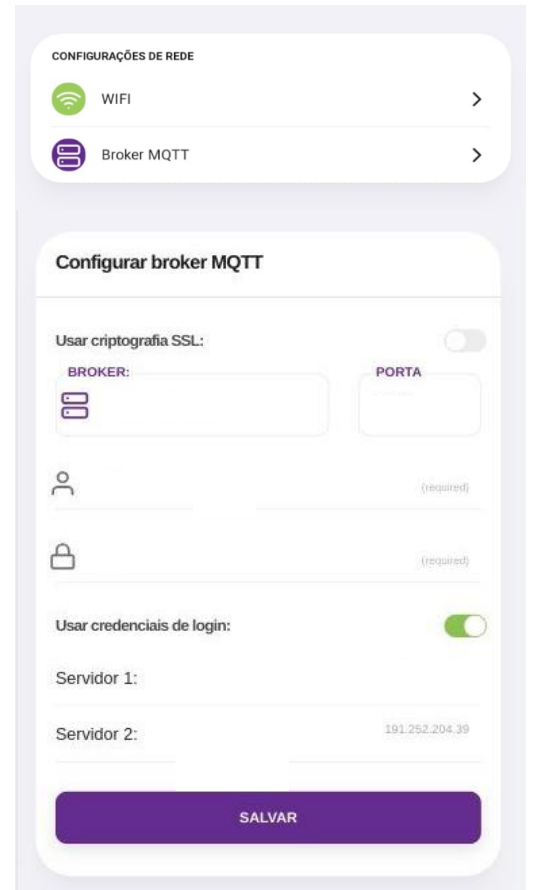 CONFIGURAÇÕES DE REDE
WIFI
Broker MQTT
Configurar broker MQTT
Usar criptografia SSL:
BROKER:
PORTA
(required)
(required)
Usar credenciais de login:
Servidor 1:
Servidor 2:
191.252.204.39
SALVAR